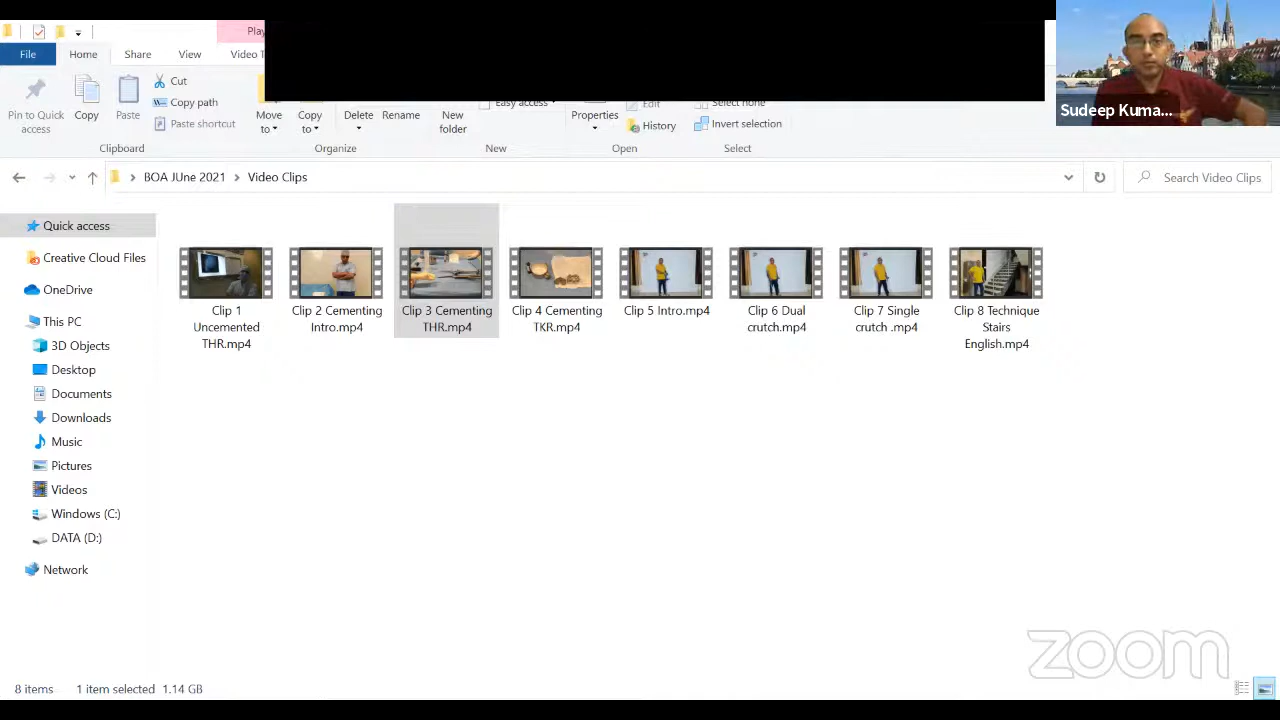 Play
File
Home
Share
View
Video T
Pin to Quick
access
Copy
Paste
Cut
Copy path
Paste shortcut
Move
to
Copy
to
Delete
Rename
New
folder
Easy access
Properties
Edit
History
Select none
Invert selection
Clipboard
Organize
New
Open
Select
Sudeep Kuma...
BOA JUne 2021
Video Clips
Search Video Clips
Quick access
Creative Cloud Files
OneDrive
This PC
3D Objects
Desktop
Documents
Downloads
Music
Pictures
Videos
Windows (C:)
DATA (D:)
Network
Clip 1
Uncemented
THR.mp4
Clip 2 Cementing
Intro.mp4
Clip 3 Cementing
THR.mp4
Clip 4 Cementing
TKR.mp4
Clip 5 Intro.mp4
Clip 6 Dual
crutch.mp4
Clip 7 Single
crutch .mp4
Clip 8 Technique
Stairs
English.mp4
zoom
8 items
1 item selected
1.14 GB